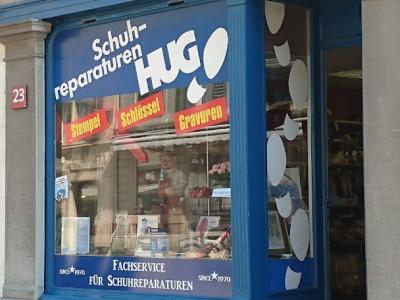 Schuh-
reparaturen
HUG
23
Stempel
Schlüssel
Gravuren
FACHSERVICE
SINCE★1970
FÜR SCHUHREPARATUREN
SINCE★1970